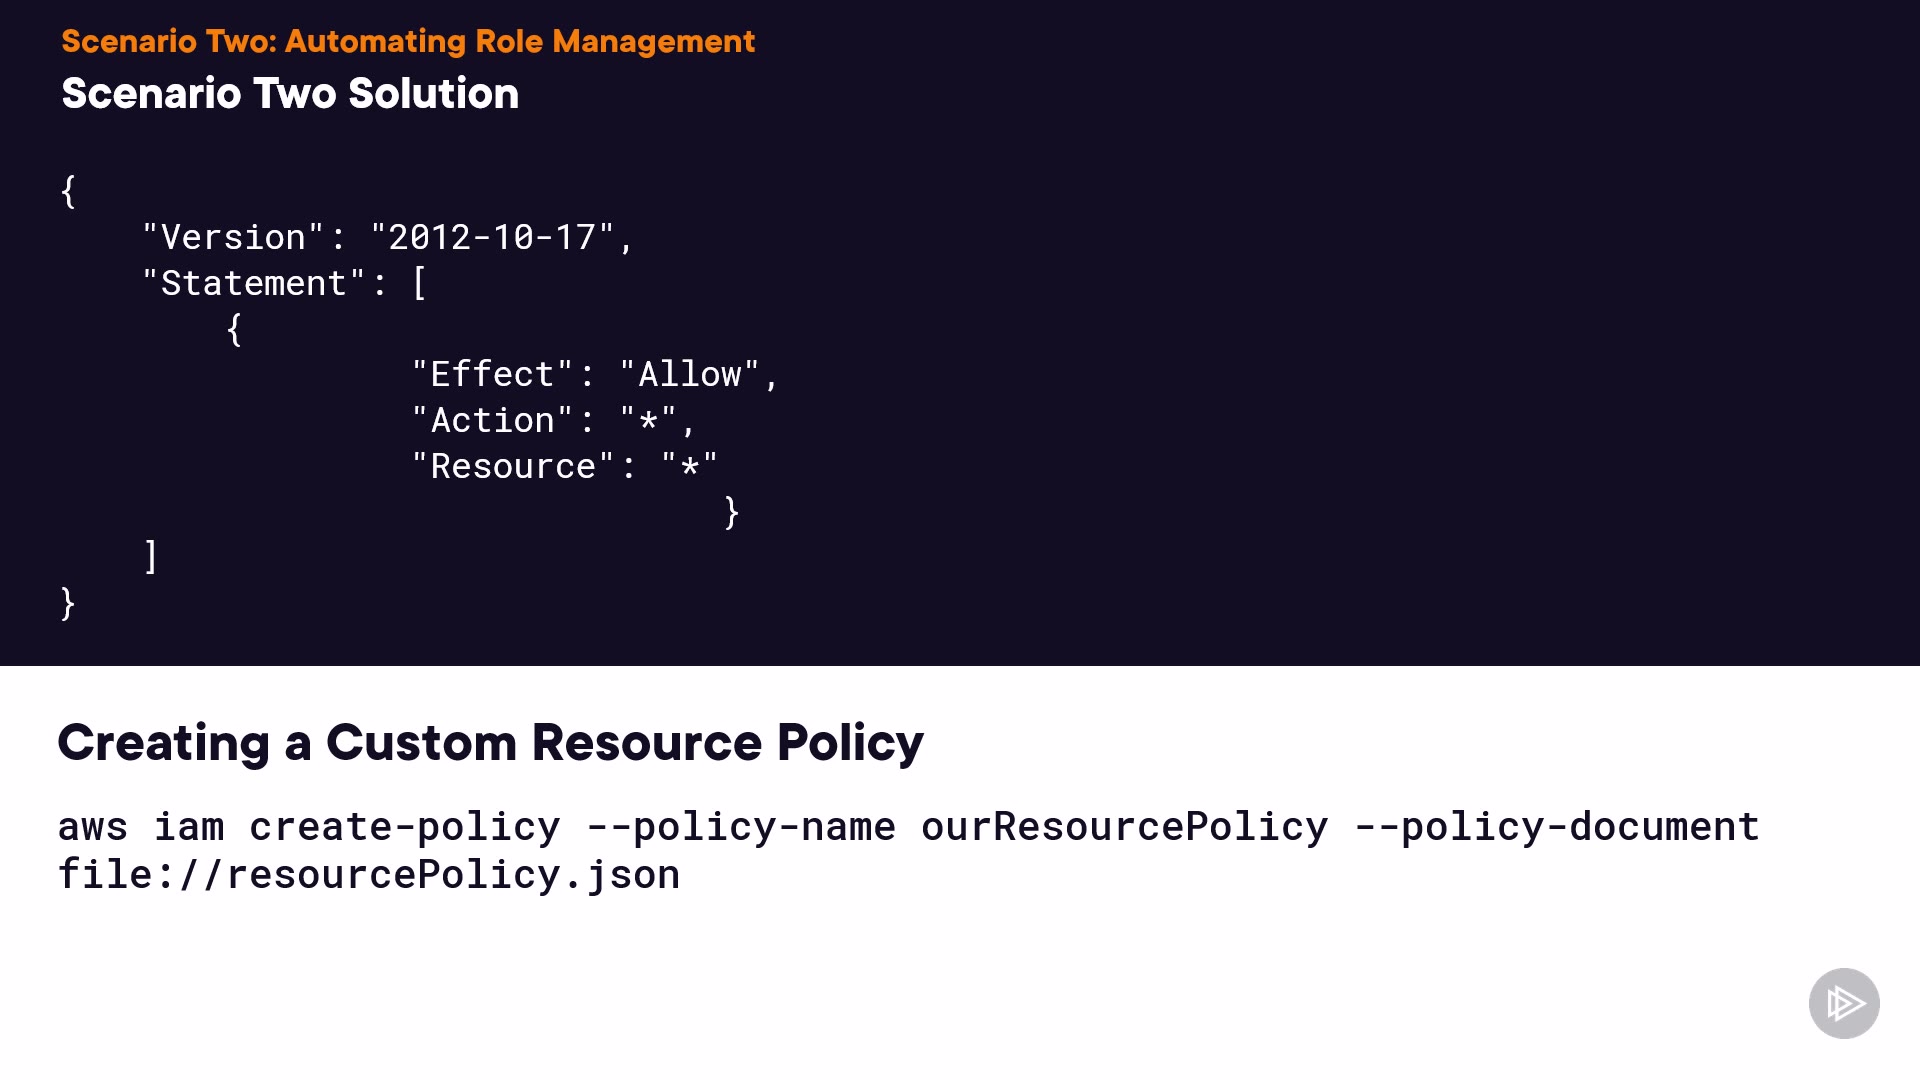 Scenario Two: Automating Role Management
Scenario Two Solution
{
    "Version": "2012-10-17",
    "Statement": [
        {
                 "Effect": "Allow",
                 "Action": "*",
                 "Resource": "*"
                                }
    ]
}
Creating a Custom Resource Policy
aws iam create-policy --policy-name ourResourcePolicy --policy-document
file://resourcePolicy.json